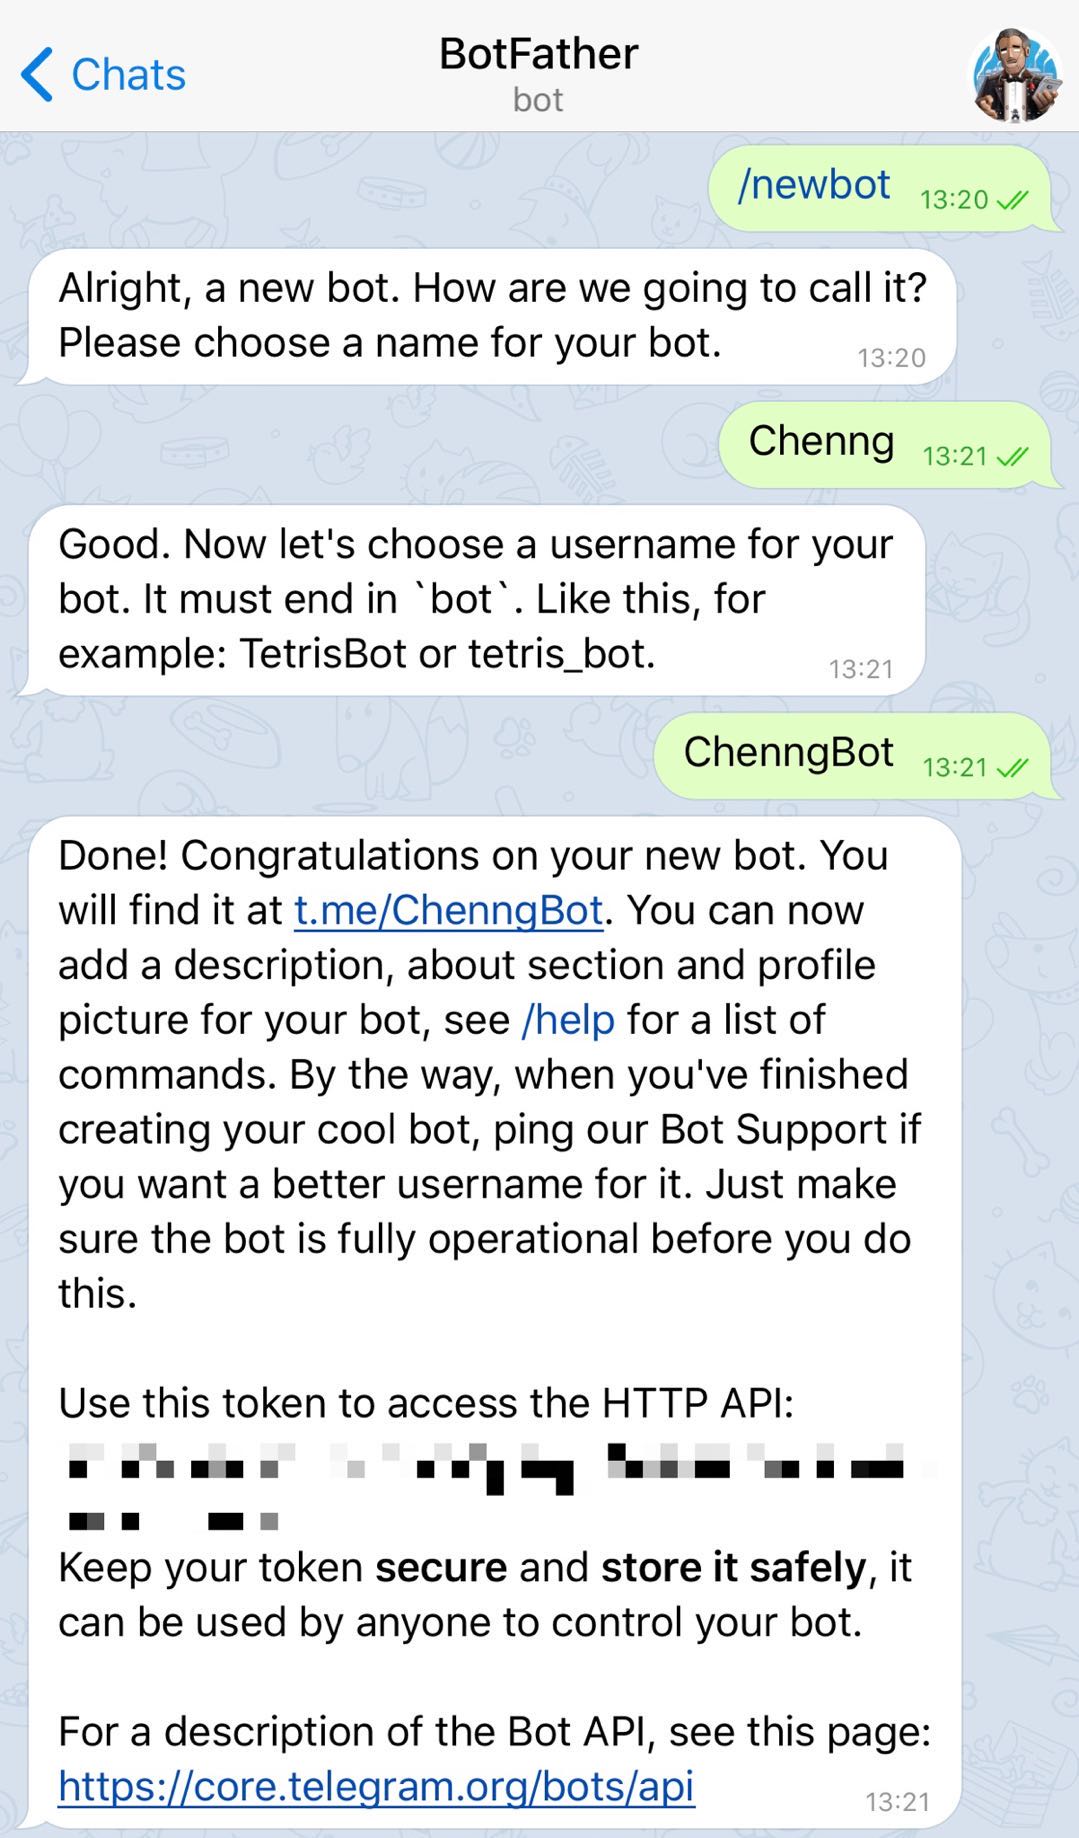 Chats
BotFather
bot
/newbot 13:20
Alright, a new bot. How are we going to call it?
Please choose a name for your bot.
13:20
Chenng 13:21
Good. Now let's choose a username for your
bot. It must end in `bot`. Like this, for
example: TetrisBot or tetris_bot.
13:21
ChenngBot 13:21
Done! Congratulations on your new bot. You
will find it at t.me/ChenngBot. You can now
add a description, about section and profile
picture for your bot, see /help for a list of
commands. By the way, when you've finished
creating your cool bot, ping our Bot Support if
you want a better username for it. Just make
sure the bot is fully operational before you do
this.
Use this token to access the HTTP API:
Keep your token secure and store it safely, it
can be used by anyone to control your bot.
For a description of the Bot API, see this page:
https://core.telegram.org/bots/api
13:21